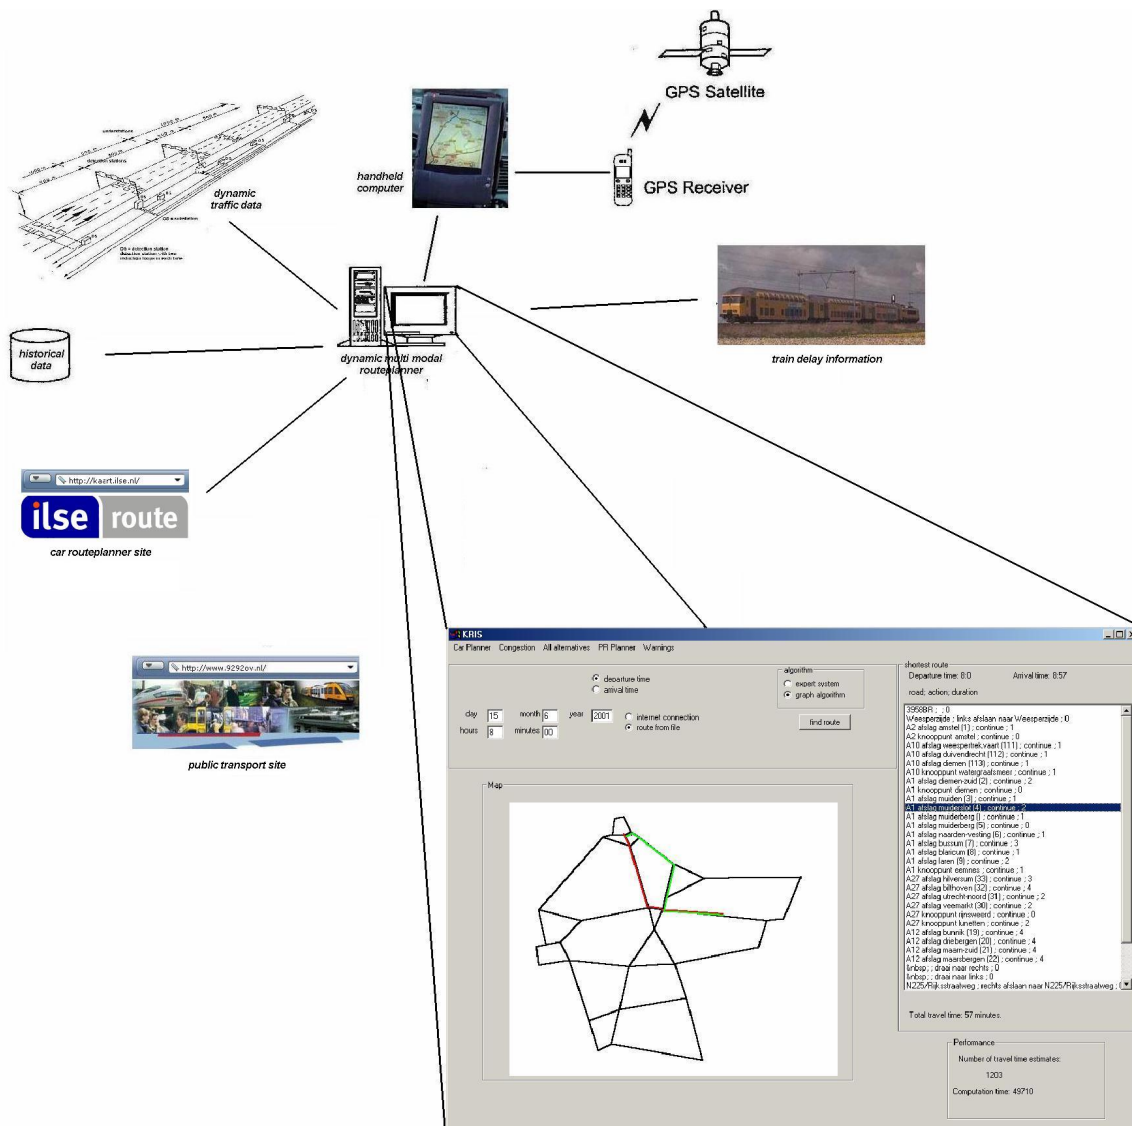 GPS Satellite
GPS Receiver
handheld
computer
dynamic
traffic data
detection stations
train delay information
historical
data
dynamic multi modal
routeplanner
http://kaart.ilse.nl/
ilse route
car routeplanner site
http://www.9292ov.nl/
public transport site
KRIS
Car Planner Congestion All alternatives PR Planner Warnings
departure time
arrival time
day 15 month 6 year 2001
hours 8 minutes 00
internet connection
route from file
algorithm
expert system
graph algorithm
find route
Map
shortest route
Departure time: 8:0 Arrival time: 8:57
road; action; duration
3958BR ; ; 0
Weesperzijde ; links afslaan naar Weesperzijde ; 0
A2 afslag amstel (1) ; continue ; 1
A2 knooppunt amstel ; continue ; 0
A10 afslag weespertrek.vaart (111) ; continue ; 1
A10 afslag duivendrecht (112) ; continue ; 1
A10 afslag diemen (113) ; continue ; 1
A10 knooppunt watergraafsmeer ; continue ; 1
A1 afslag diemen-zuid (2) ; continue ; 2
A1 knooppunt diemen ; continue ; 0
A1 afslag muiden (3) ; continue ; 1
A1 afslag muiderslot (4) ; continue ; 2
A1 afslag muiderberg () ; continue ; 1
A1 afslag muiderberg (5) ; continue ; 0
A1 afslag naarden-vesting (6) ; continue ; 1
A1 afslag bussum (7) ; continue ; 3
A1 afslag blaricum (8) ; continue ; 1
A1 afslag laren (9) ; continue ; 2
A1 knooppunt eemnes ; continue ; 1
A27 afslag hilversum (33) ; continue ; 3
A27 afslag bilthoven (32) ; continue ; 4
A27 afslag utrecht-noord (31) ; continue ; 2
A27 afslag veemarkt (30) ; continue ; 2
A27 knooppunt rijnsweerd ; continue ; 0
A27 knooppunt lunetten ; continue ; 2
A12 afslag bunnik (19) ; continue ; 4
A12 afslag driebergen (20) ; continue ; 4
A12 afslag maarn-zuid (21) ; continue ; 4
A12 afslag maarsbergen (22) ; continue ; 4
&nbsp; ; draai naar rechts ; 0
&nbsp; ; draai naar links ; 0
N225/Rijksstraatweg ; rechts afslaan naar N225/Rijksstraatweg ;
Total travel time: 57 minutes.
Performance
Number of travel time estimates:
1203
Computation time: 49710